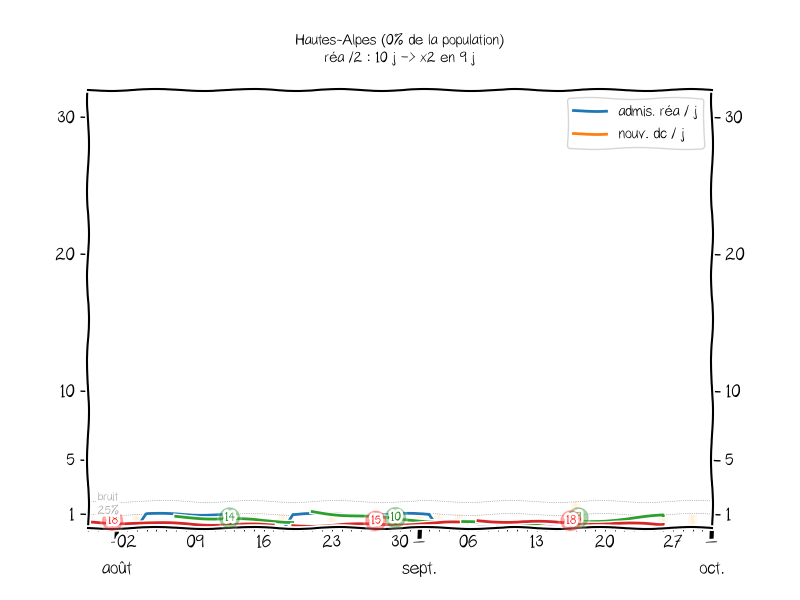 Hautes-Alpes (0% de la population)
réa /2 : 10 j -> x2 en 9 j
admis. réa / j
nouv. dc / j
30 30
20 20
10 10
5 5
bruit
25%
1 1
18 14 15 10 18
02 09 16 23 30 06 13 20 27
août sept. oct.